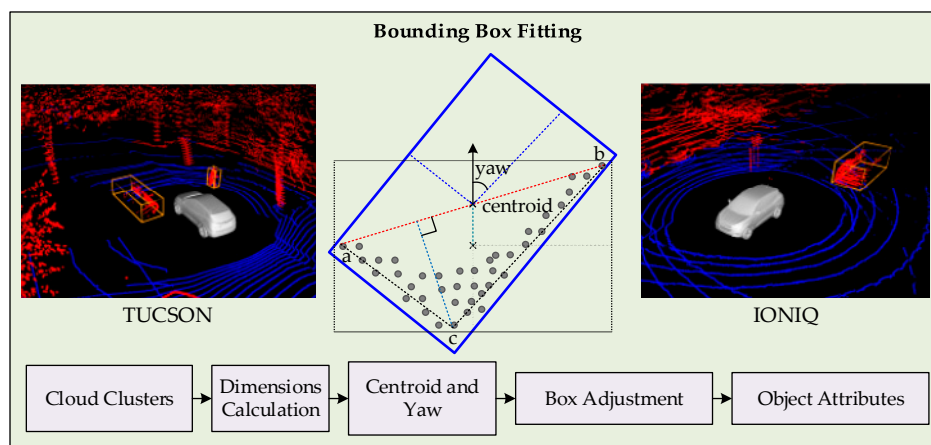 Bounding Box Fitting
b
yaw
centroid
a
c
TUCSON
IONIQ
Cloud Clusters
Dimensions
Calculation
Centroid and
Yaw
Box Adjustment
Object Attributes